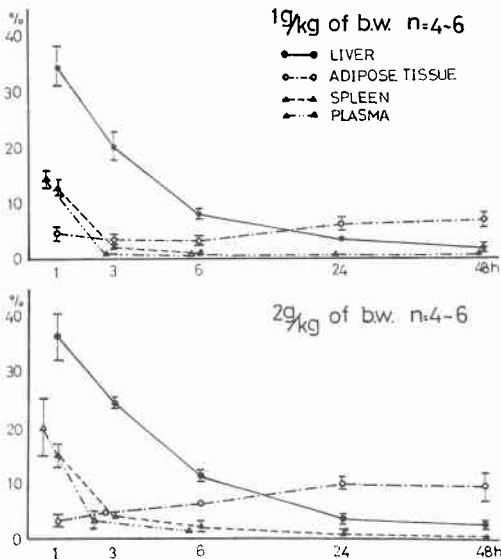 %
40
30
20
10
0
1g/kg of b.w. n=4-6
LIVER
ADIPOSE TISSUE
SPLEEN
PLASMA
1 3 6 24 48h
%
40
30
20
10
0
2g/kg of b.w. n=4-6
1 3 6 24 48h